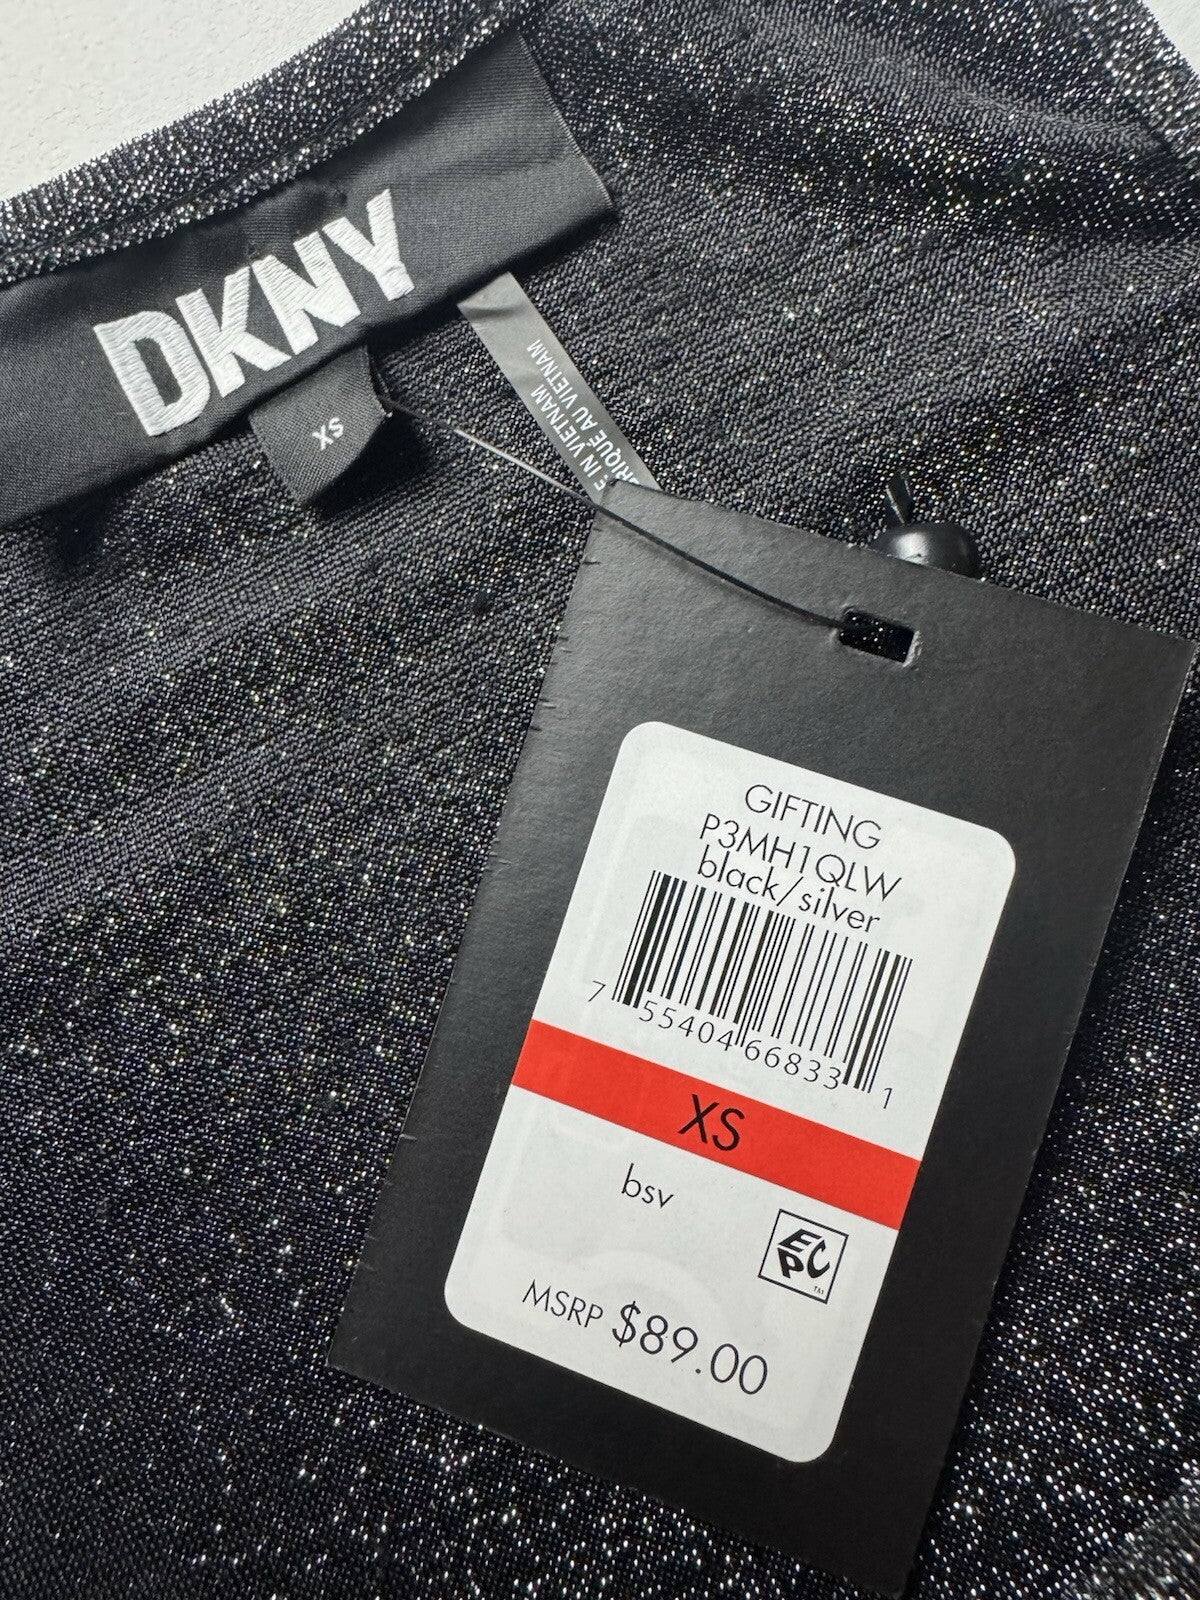 DKNY
XS
IN VIETNAM
AU VIETNAM
GIFTING
P3MH1QLW
black/silver
7 55404 66833 1
XS
bsv
EPC
TM
MSRP $89.00